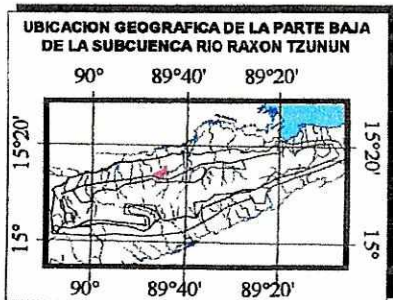 UBICACION GEOGRAFICA DE LA PARTE BAJA
DE LA SUBCUENCA RIO RAXON TZUNUN
90° 89°40' 89°20'
15°20' 15°20'
15° 15°
90° 89°40' 89°20'